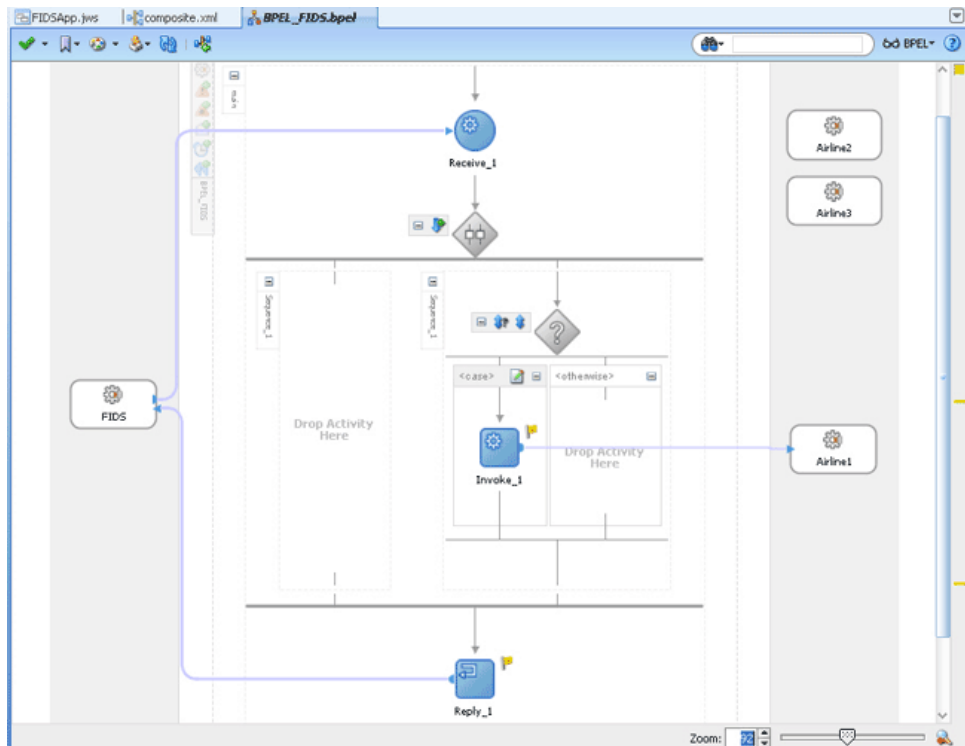 FIDSApp.jws composite.xml BPEL_FIDS.bpel
BPEL
main
BPEL_FIDS
Receive_1
Airline2
Airline3
Sequence_1
Sequence_1
<case> <otherwise>
FIDS
Drop Activity
Here
Drop Activity
Here
Invoke_1
Airline1
Reply_1
Zoom: 92